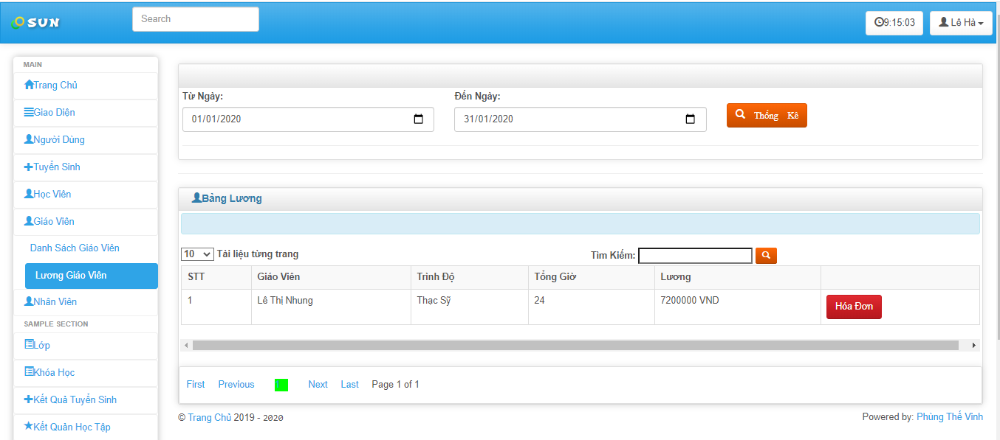 SUN
Search
9:15:03
Lê Hà
MAIN
Trang Chủ
Giao Diện
Người Dùng
Tuyển Sinh
Học Viên
Giáo Viên
Danh Sách Giáo Viên
Lương Giáo Viên
Nhân Viên
SAMPLE SECTION
Lớp
Khóa Học
Kết Quả Tuyển Sinh
Kết Quản Học Tập
Từ Ngày:
Đến Ngày:
01/01/2020
31/01/2020
Thống Kê
Bảng Lương
10 Tài liệu từng trang
Tìm Kiếm:
STT Giáo Viên Trình Độ Tổng Giờ Lương
1 Lê Thị Nhung Thạc Sỹ 24 7200000 VND Hóa Đơn
First Previous Next Last Page 1 of 1
© Trang Chủ 2019 - 2020
Powered by: Phùng Thế Vinh